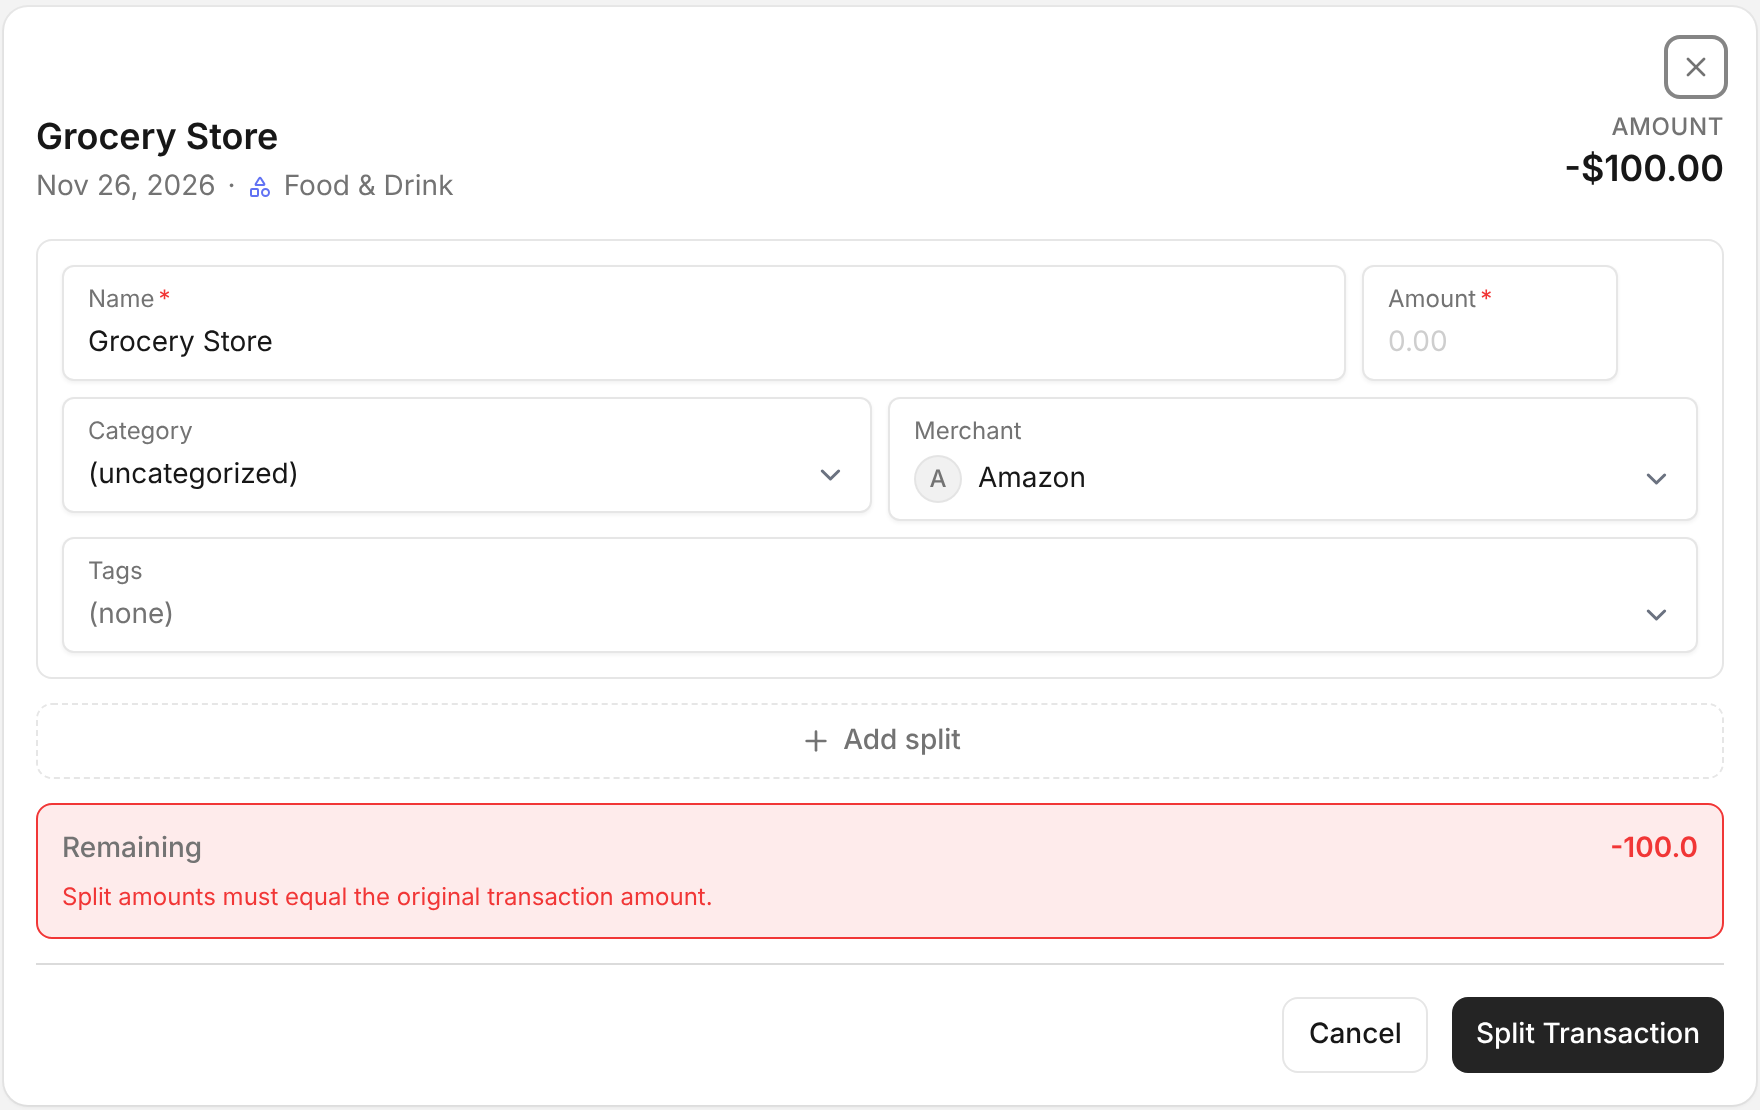 AMOUNT
Grocery Store
-$100.00
Nov 26, 2026 · Food & Drink
Name*
Grocery Store
Amount*
0.00
Category
(uncategorized)
Merchant
A Amazon
Tags
(none)
+ Add split
Remaining
-100.0
Split amounts must equal the original transaction amount.
Cancel
Split Transaction